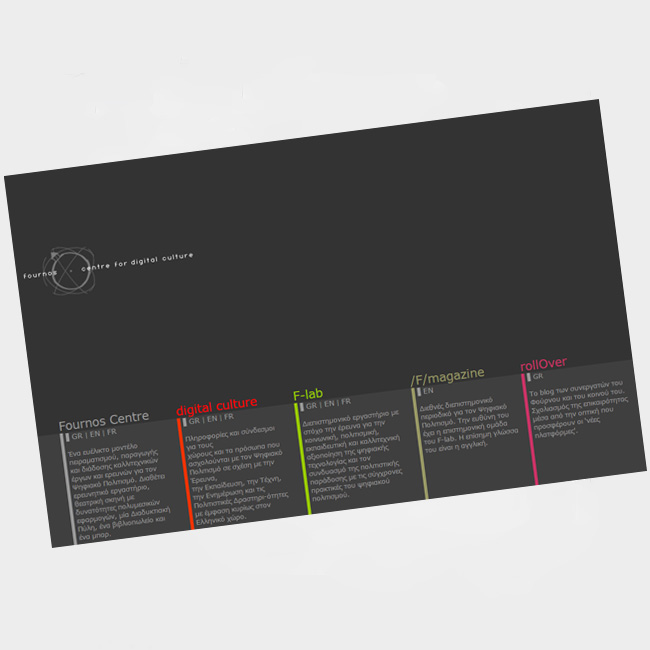 fournos centre for digital culture
Fournos Centre
GR | EN | FR
Ένα ευέλικτο μοντέλο
πειραματισμού, παραγωγής
και διάδοσης καλλιτεχνικών
έργων και ερευνών για τον
Ψηφιακό Πολιτισμό. Διαθέτει
ερευνητικό εργαστήριο,
θεατρική σκηνή με
δυνατότητες πολυμεσικών
εφαρμογών, μία Διαδυκτιακή
Πύλη, ένα βιβλιοπωλείο και
ένα μπαρ.
digital culture
GR | EN | FR
Πληροφορίες και σύνδεσμοι
για τους
χώρους και τα πρόσωπα που
ασχολούνται με τον Ψηφιακό
Πολιτισμό σε σχέση με την
Έρευνα,
την Εκπαίδευση, την Τέχνη,
την Ενημέρωση και τις
Πολιτιστικές Δραστηρι-ότητες
με έμφαση κυρίως στον
Ελληνικό χώρο.
F-lab
GR | EN | FR
Διεπιστημονικό εργαστήριο με
στόχο την έρευνα για την
κοινωνική, πολιτισμική,
εκπαιδευτική και καλλιτεχνική
αξιοποίηση της ψηφιακής
τεχνολογίας και τον
συνδυασμό της πολιτιστικής
παράδοσης με τις σύγχρονες
πρακτικές του ψηφιακού
πολιτισμού.
/F/magazine
EN
Διεθνές διεπιστημονικό
περιοδικό για τον Ψηφιακό
Πολιτισμό. Την ευθύνη του
έχει η επιστημονική ομάδα
του F-lab. Η επίσημη γλώσσα
του είναι η αγγλική.
rollOver
GR
Το blog των συνεργατών του
Φούρνου και του κοινού του.
Σχολιασμός της επικαιρότητας
μέσα από την οπτική που
προσφέρουν οι 'νέες
πλατφόρμες'.